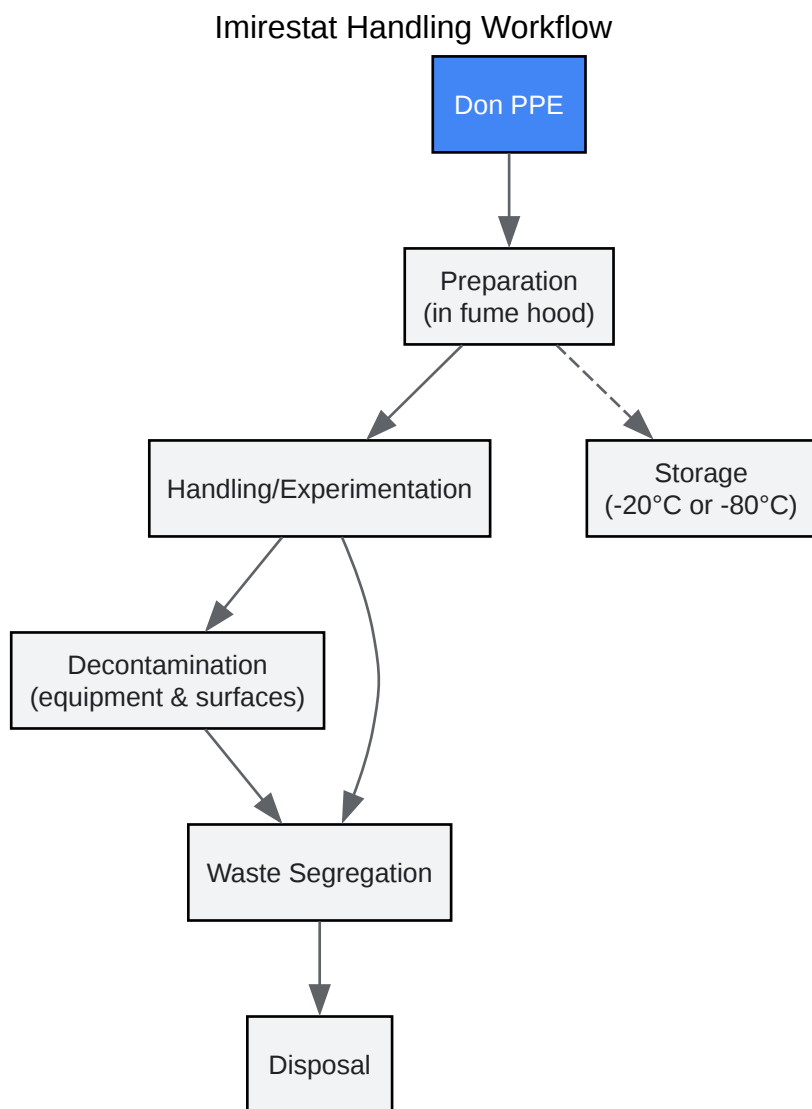 Imirestat Handling Workflow
Don PPE
Preparation
(in fume hood)
Handling/Experimentation
Storage
(-20°C or -80°C)
Decontamination
(equipment & surfaces)
Waste Segregation
Disposal